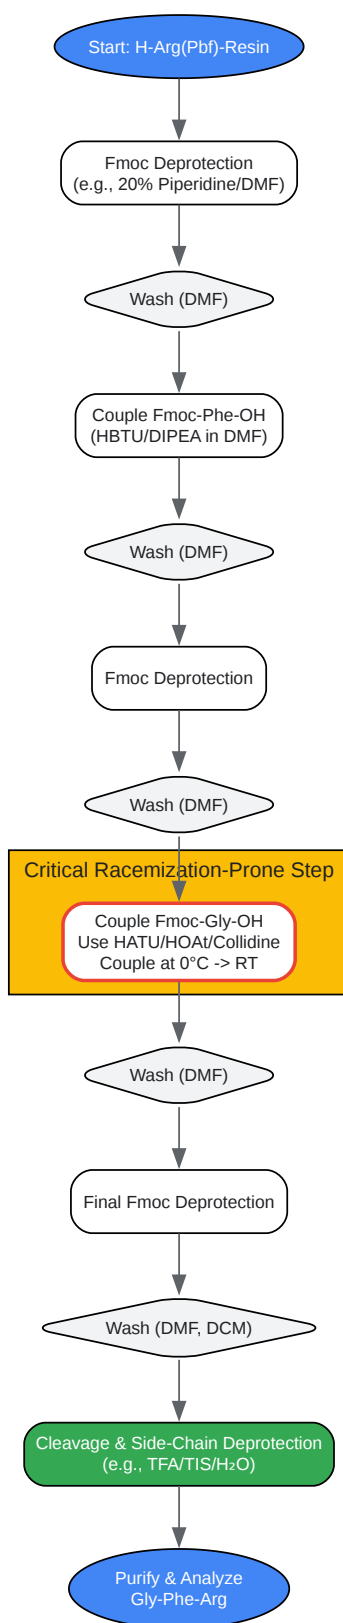 Start: H-Arg(Pbf)-Resin
Fmoc Deprotection
(e.g., 20% Piperidine/DMF)
Wash (DMF)
Couple Fmoc-Phe-OH
(HBTU/DIPEA in DMF)
Wash (DMF)
Fmoc Deprotection
Wash (DMF)
Critical Racemization-Prone Step
Couple Fmoc-Gly-OH
Use HATU/HOAt/Collidine
Couple at 0°C -> RT
Wash (DMF)
Final Fmoc Deprotection
Wash (DMF, DCM)
Cleavage & Side-Chain Deprotection
(e.g., TFA/TIS/H₂O)
Purify & Analyze
Gly-Phe-Arg